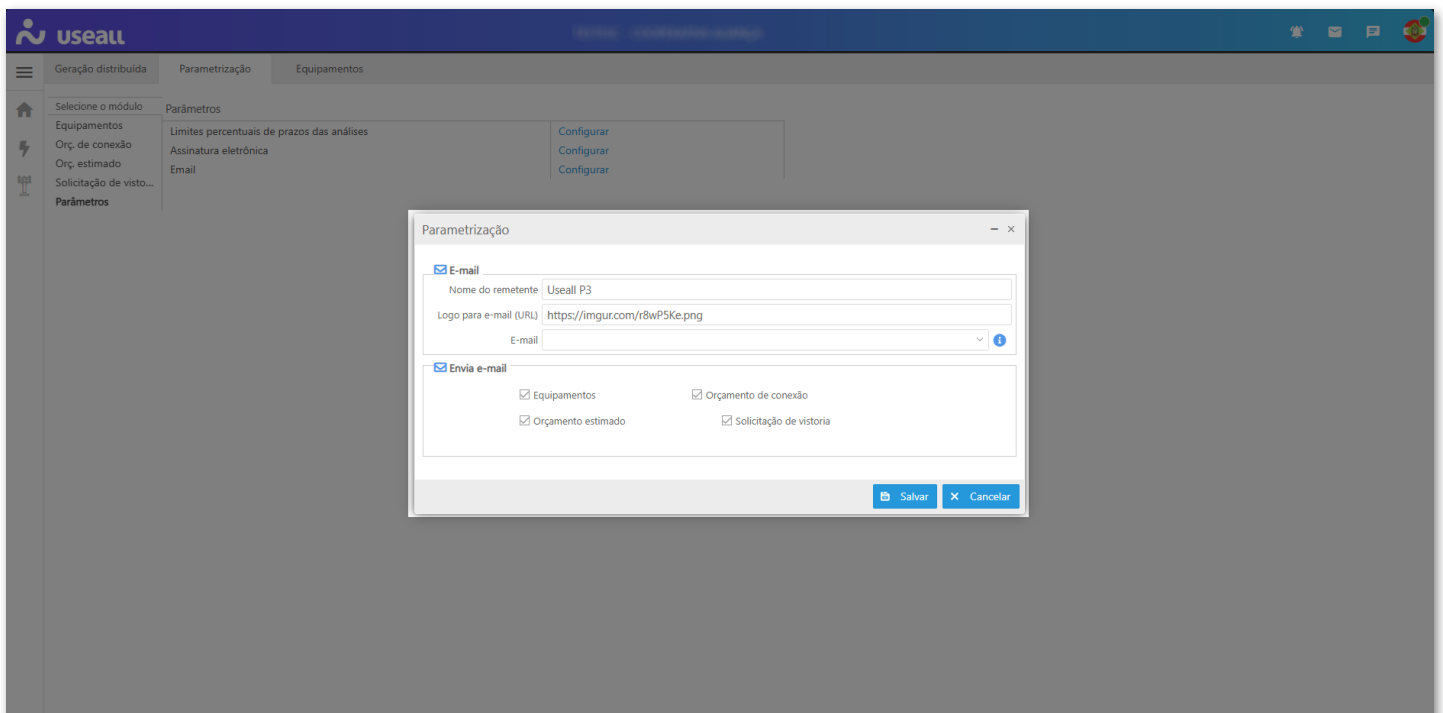 useall
Geração distribuída Parametrização Equipamentos
Selecione o módulo
Equipamentos
Orç. de conexão
Orç. estimado
Solicitação de visto...
Parâmetros
Parâmetros
Limites percentuais de prazos das análises Configurar
Assinatura eletrônica Configurar
Email Configurar
Parametrização
E-mail
Nome do remetente Useall P3
Logo para e-mail (URL) https://imgur.com/r8wP5Ke.png
E-mail
Envia e-mail
Equipamentos Orçamento de conexão
Orçamento estimado Solicitação de vistoria
Salvar Cancelar